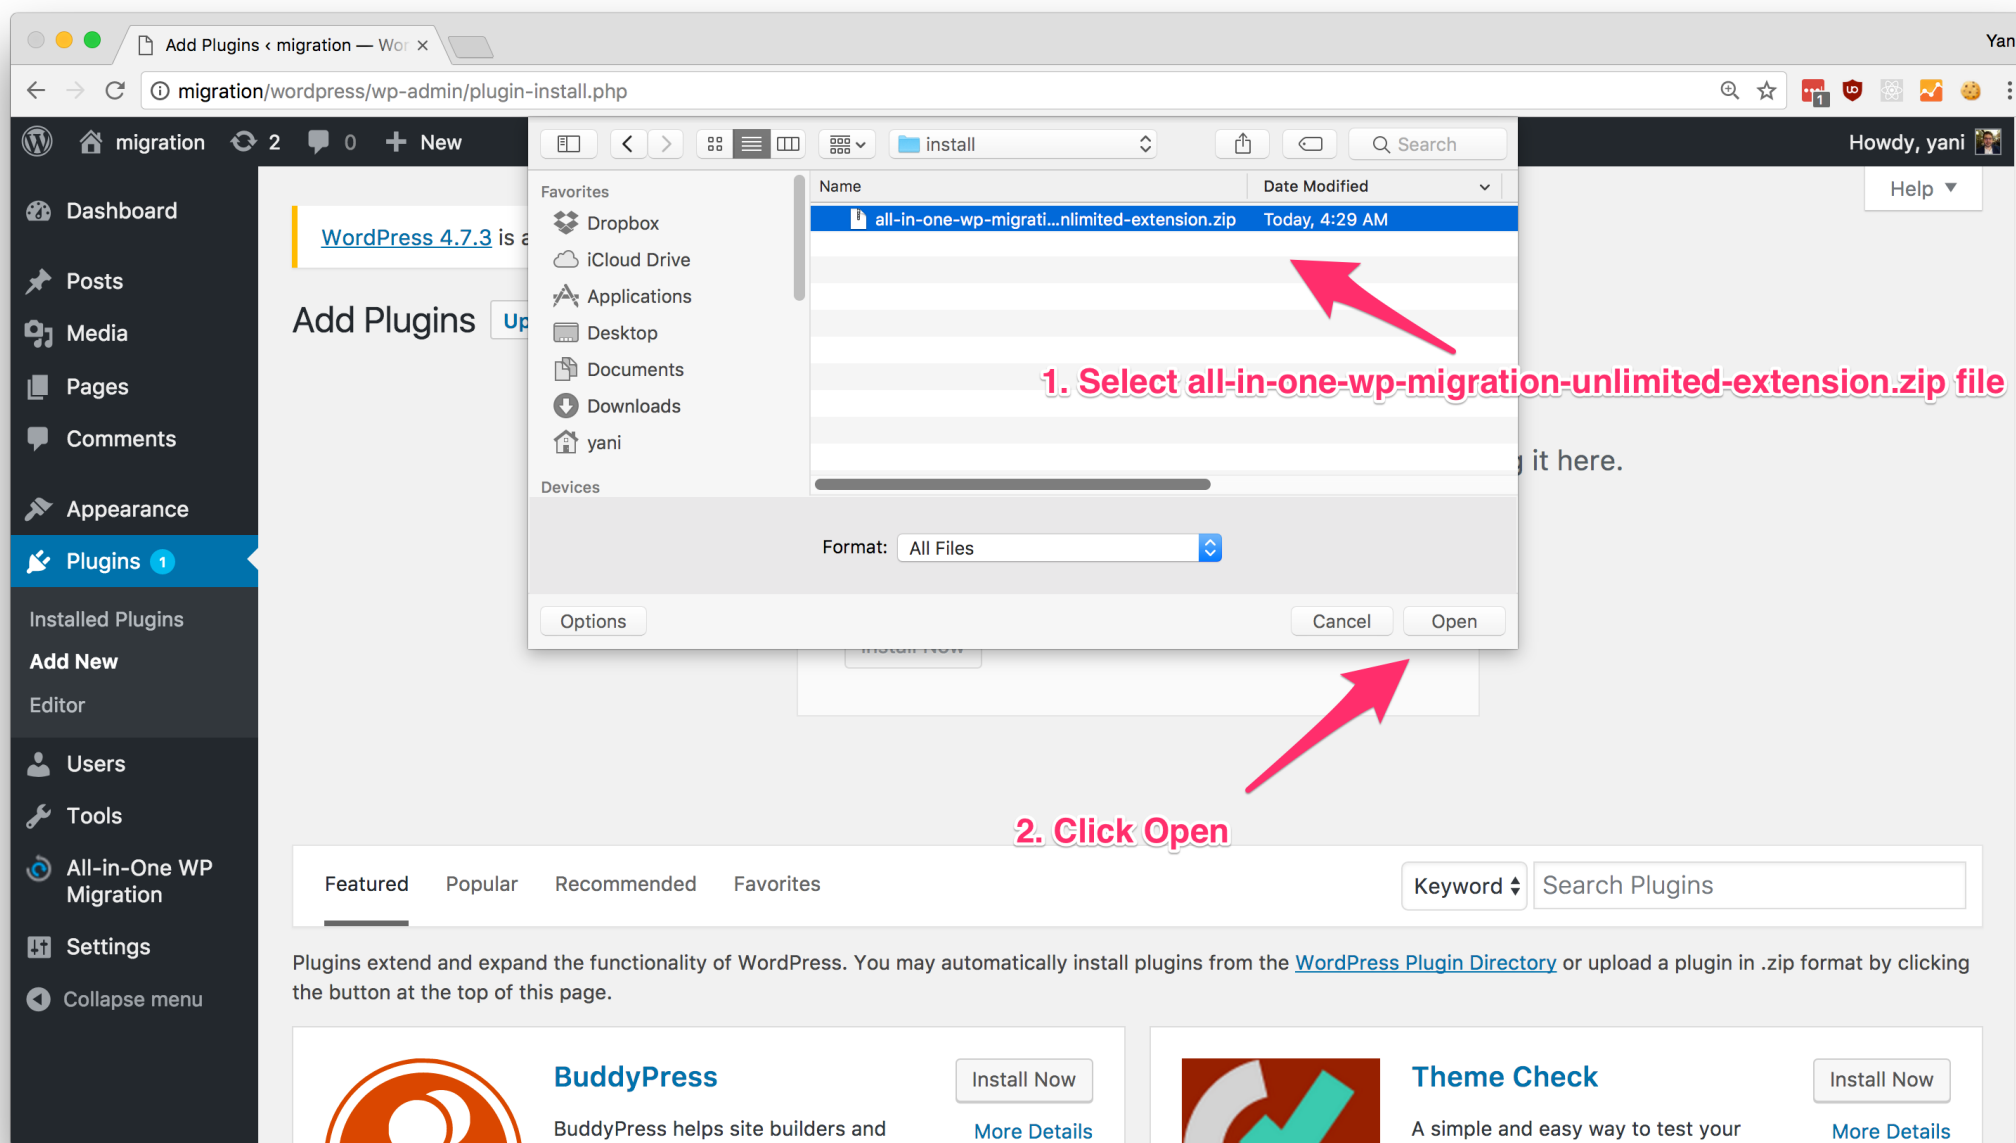 Add Plugins ‹ migration — Wor
Yan
migration/wordpress/wp-admin/plugin-install.php
1
migration 2 0 New
Howdy, yani
install
Search
Help
Favorites
Name
Date Modified
Dashboard
Dropbox
all-in-one-wp-migrati...nlimited-extension.zip
Today, 4:29 AM
WordPress 4.7.3 is a
iCloud Drive
Posts
Applications
Add Plugins
Up
Desktop
Media
Documents
1. Select all-in-one-wp-migration-unlimited-extension.zip file
Pages
Downloads
Comments
yani
it here.
Devices
Appearance
Format:
All Files
Plugins 1
Installed Plugins
Options
Cancel
Open
Install Now
Add New
Editor
Users
Tools
2. Click Open
All-in-One WP
Migration
Featured
Popular
Recommended
Favorites
Keyword
Search Plugins
Settings
Plugins extend and expand the functionality of WordPress. You may automatically install plugins from the WordPress Plugin Directory or upload a plugin in .zip format by clicking
the button at the top of this page.
Collapse menu
BuddyPress
Install Now
BuddyPress helps site builders and
More Details
Theme Check
Install Now
A simple and easy way to test your
More Details